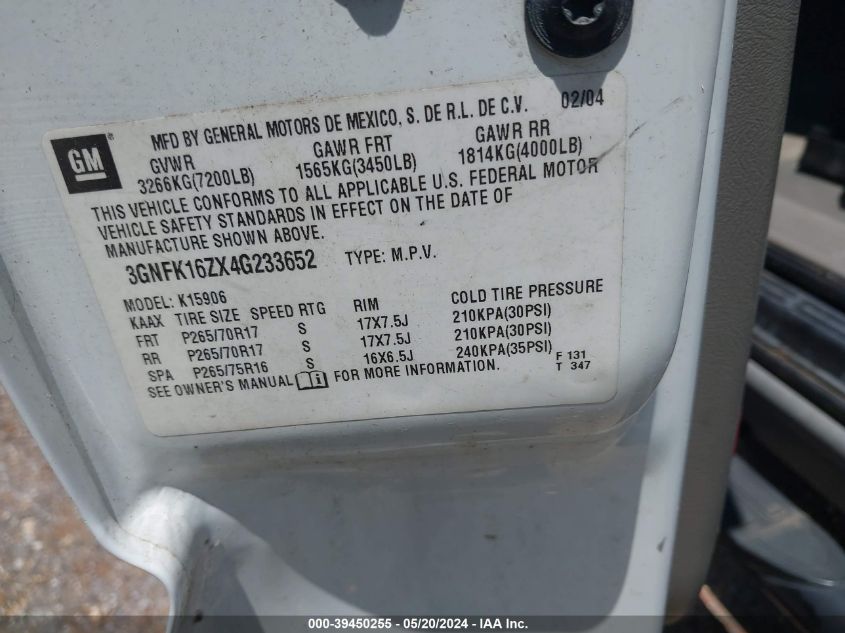 02/04
GM
MFD BY GENERAL MOTORS DE MEXICO, S. DE R.L. DE C.V.
GVWR GAWR FRT GAWR RR
3266KG(7200LB) 1565KG(3450LB) 1814KG(4000LB)
THIS VEHICLE CONFORMS TO ALL APPLICABLE U.S. FEDERAL MOTOR
VEHICLE SAFETY STANDARDS IN EFFECT ON THE DATE OF
MANUFACTURE SHOWN ABOVE.
3GNFK16ZX4G233652 TYPE: M.P.V.
MODEL: K15906
KAAX TIRE SIZE SPEED RTG RIM COLD TIRE PRESSURE
FRT P265/70R17 S 17X7.5J 210KPA(30PSI)
RR P265/70R17 S 17X7.5J 210KPA(30PSI)
SPA P265/75R16 S 16X6.5J 240KPA(35PSI)
SEE OWNER'S MANUAL FOR MORE INFORMATION.
F 131
T 347
000-39450255 - 05/20/2024 - IAA Inc.